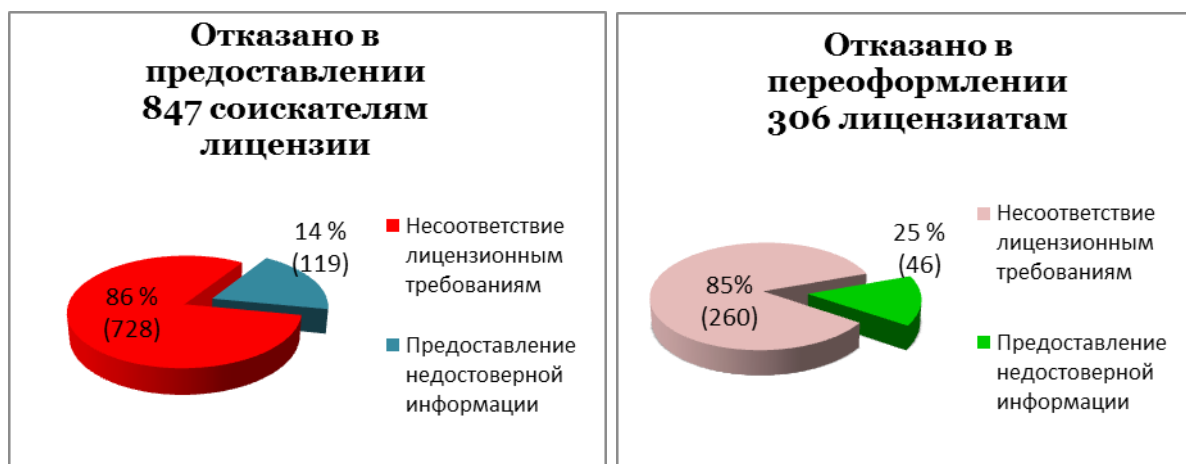 Отказано в
предоставлении
847 соискателям
лицензии
14 %
(119)
86 %
(728)
Несоответствие
лицензионным
требованиям
Предоставление
недостоверной
информации
Отказано в
переоформлении
306 лицензиатам
25 %
(46)
85%
(260)
Несоответствие
лицензионным
требованиям
Предоставление
недостоверной
информации